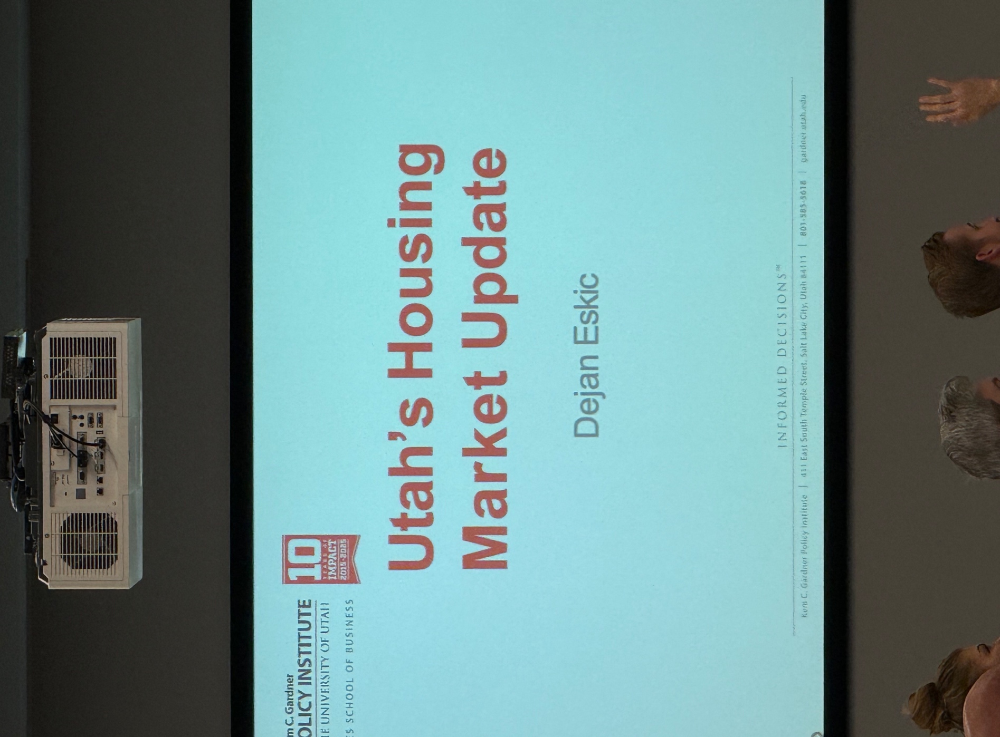 m C. Gardner
OLICY INSTITUTE
HE UNIVERSITY OF UTAH
ES SCHOOL OF BUSINESS
10
YEARS OF
IMPACT
2015-2025
Utah's Housing
Market Update
Dejan Eskic
INFORMED DECISIONS™
Kem C. Gardner Policy Institute | 411 East South Temple Street, Salt Lake City, Utah 84111 | 801-585-5618 | gardner.utah.edu